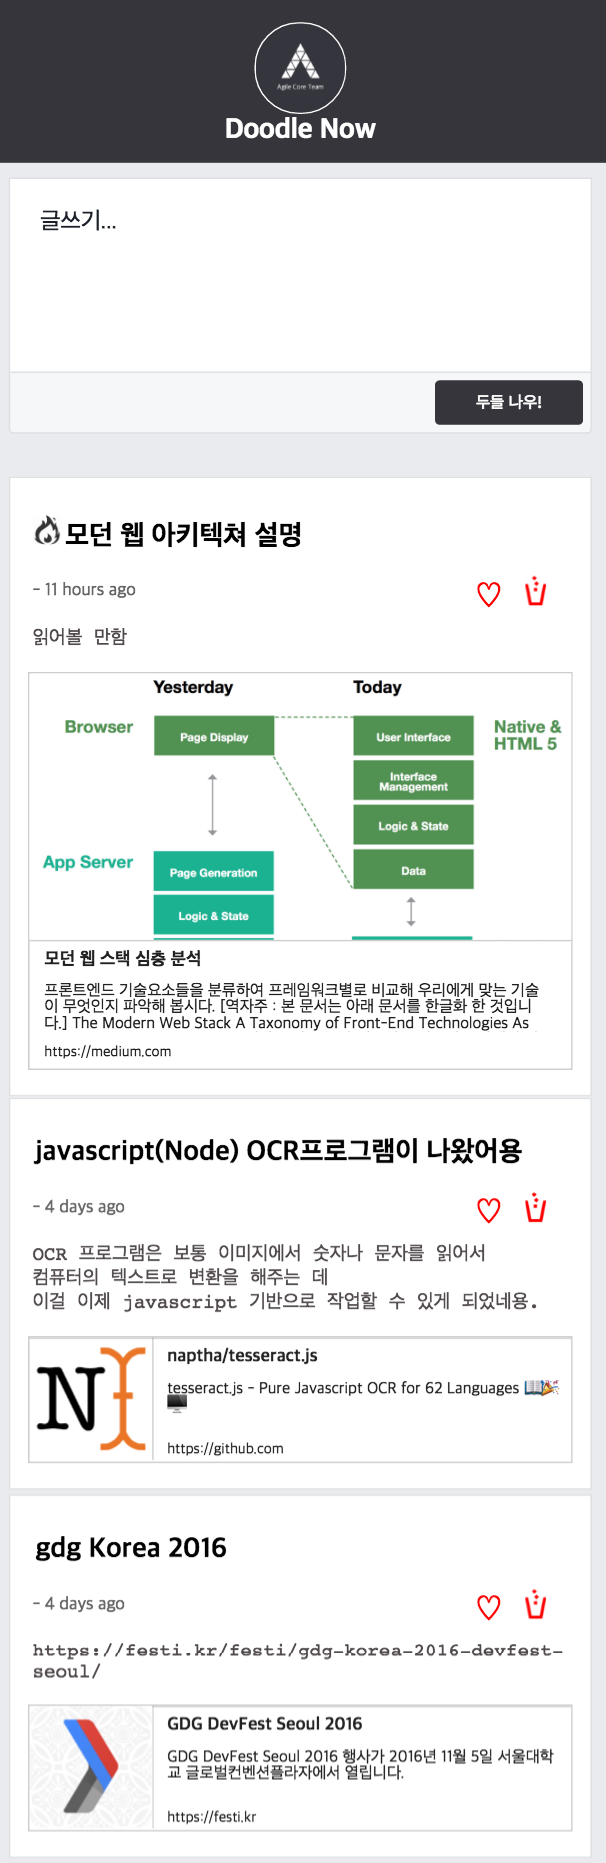 Agile Core Team
Doodle Now
글쓰기...
두들 나우!
모던 웹 아키텍쳐 설명
- 11 hours ago
읽어볼 만함
Yesterday
Today
Browser
Page Display
User Interface
Native &
HTML 5
Interface
Management
Logic & State
App Server
Page Generation
Data
Logic & State
모던 웹 스택 심층 분석
프론트엔드 기술요소들을 분류하여 프레임워크별로 비교해 우리에게 맞는 기술
이 무엇인지 파악해 봅시다. [역자주 : 본 문서는 아래 문서를 한글화 한 것입니
다.] The Modern Web Stack A Taxonomy of Front-End Technologies As
https://medium.com
javascript(Node) OCR프로그램이 나왔어용
- 4 days ago
OCR 프로그램은 보통 이미지에서 숫자나 문자를 읽어서
컴퓨터의 텍스트로 변환을 해주는 데
이걸 이제 javascript 기반으로 작업할 수 있게 되었네용.
N
naptha/tesseract.js
tesseract.js - Pure Javascript OCR for 62 Languages 📖🎉
🖥
https://github.com
gdg Korea 2016
- 4 days ago
https://festi.kr/festi/gdg-korea-2016-devfest-
seoul/
GDG DevFest Seoul 2016
GDG DevFest Seoul 2016 행사가 2016년 11월 5일 서울대학
교 글로벌컨벤션플라자에서 열립니다.
https://festi.kr